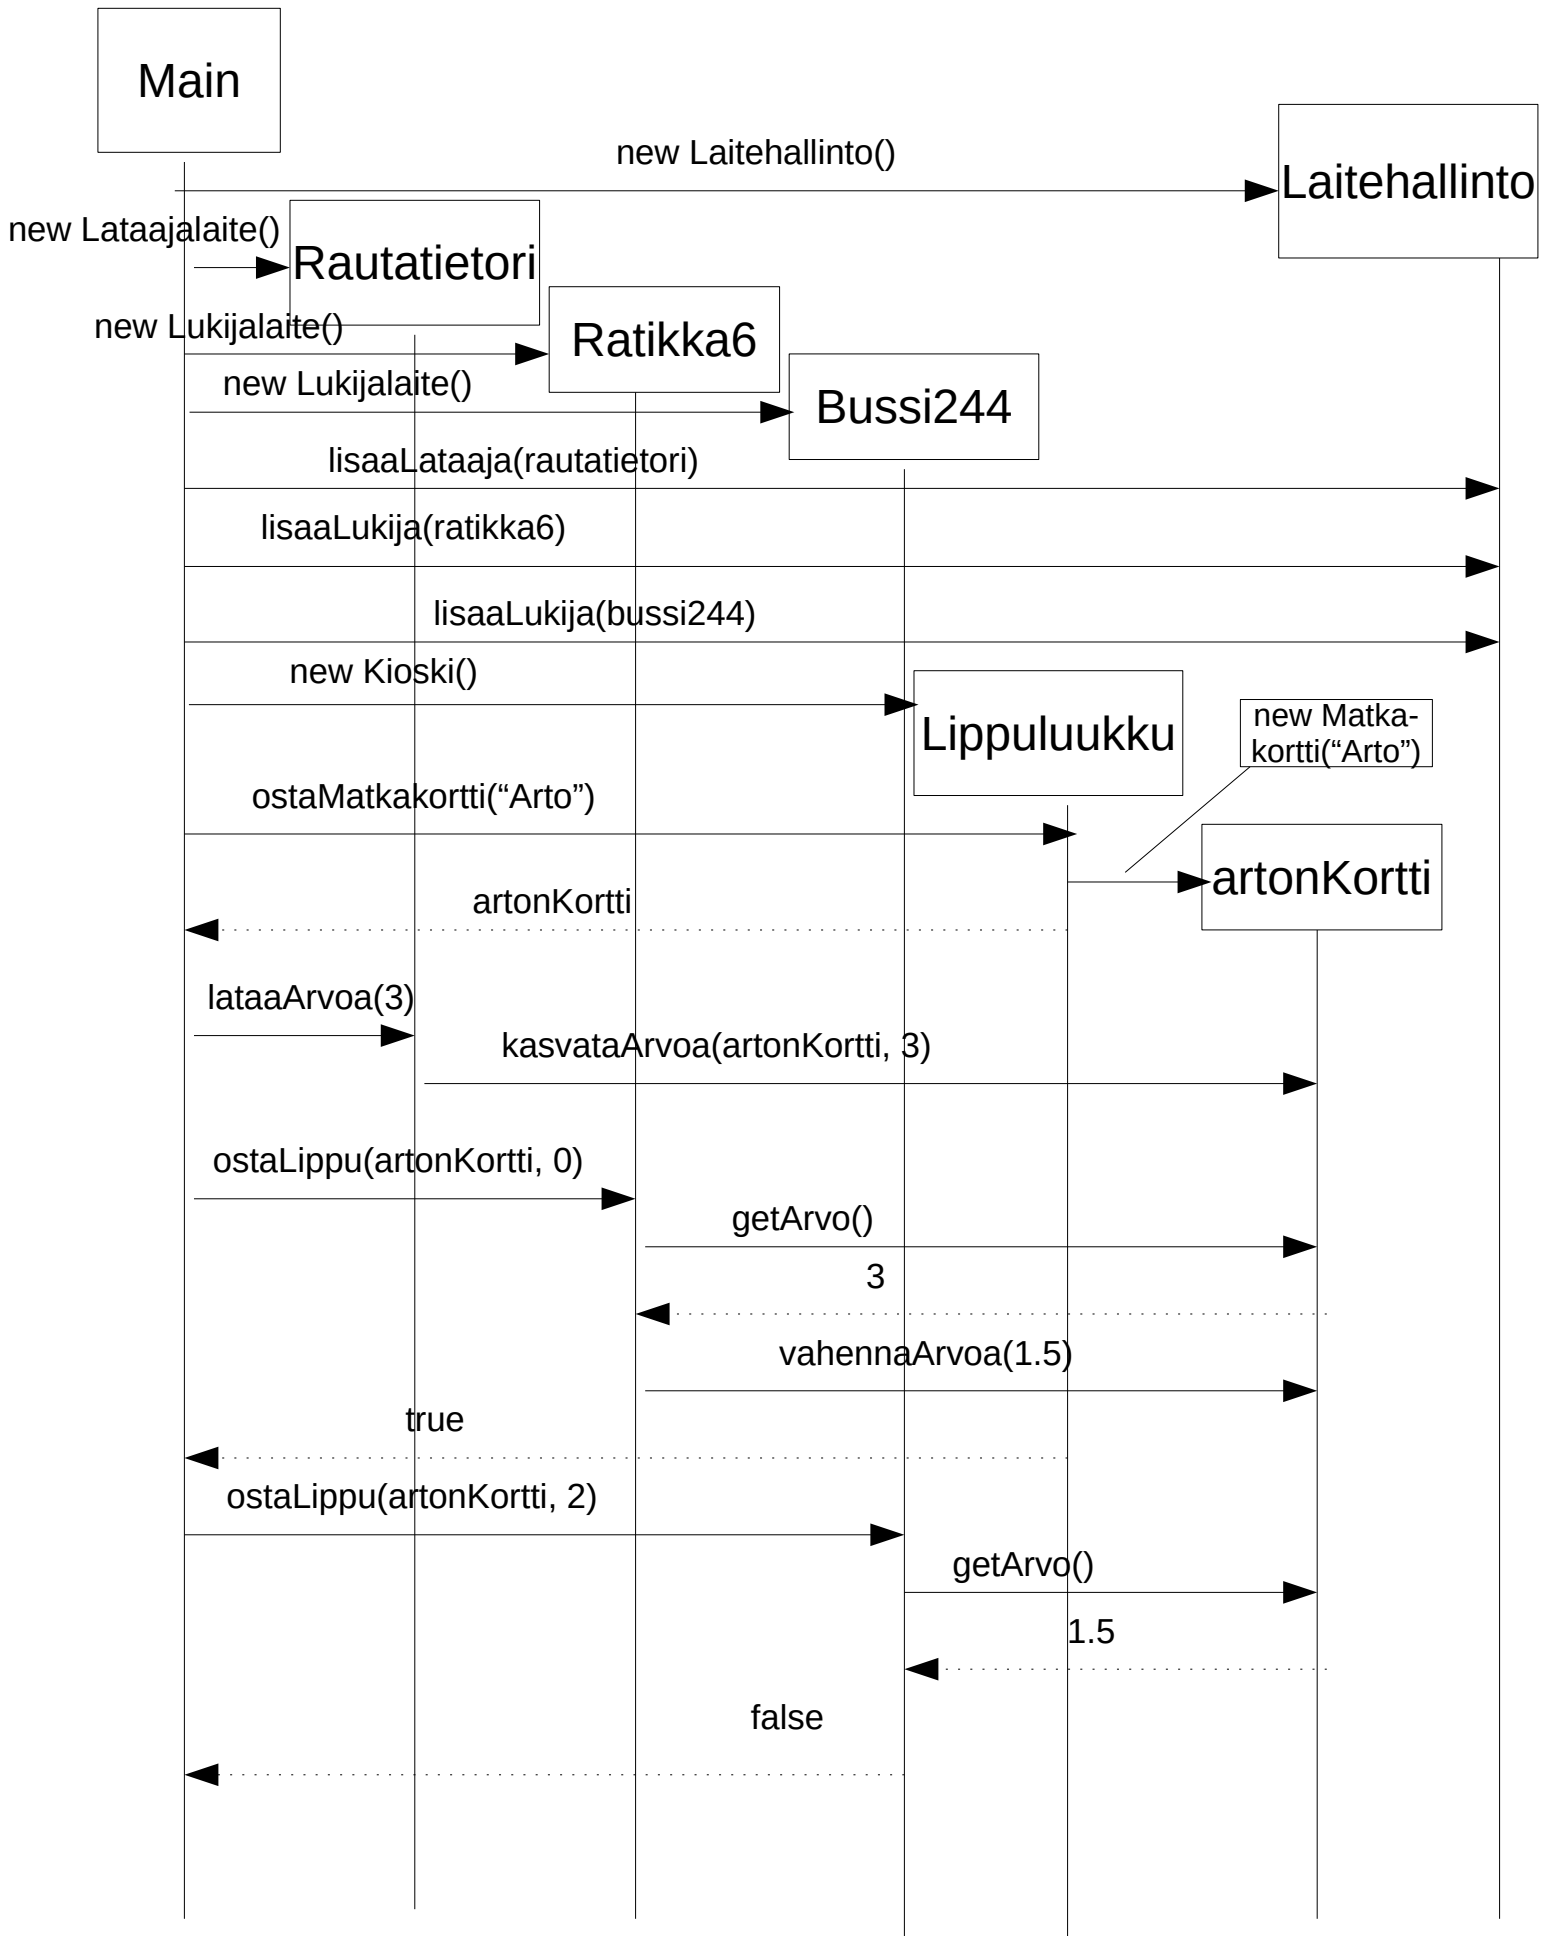 Main
new Laitehallinto()
Laitehallinto
new Lataajalaite()
Rautatietori
new Lukijalaite()
Ratikka6
new Lukijalaite()
Bussi244
lisaaLataaja(rautatietori)
lisaaLukija(ratikka6)
lisaaLukija(bussi244)
new Kioski()
Lippuluukku
new Matka-
kortti(“Arto”)
ostaMatkakortti(“Arto”)
artonKortti
artonKortti
lataaArvoa(3)
kasvataArvoa(artonKortti, 3)
ostaLippu(artonKortti, 0)
getArvo()
3
vahennaArvoa(1.5)
true
ostaLippu(artonKortti, 2)
getArvo()
1.5
false